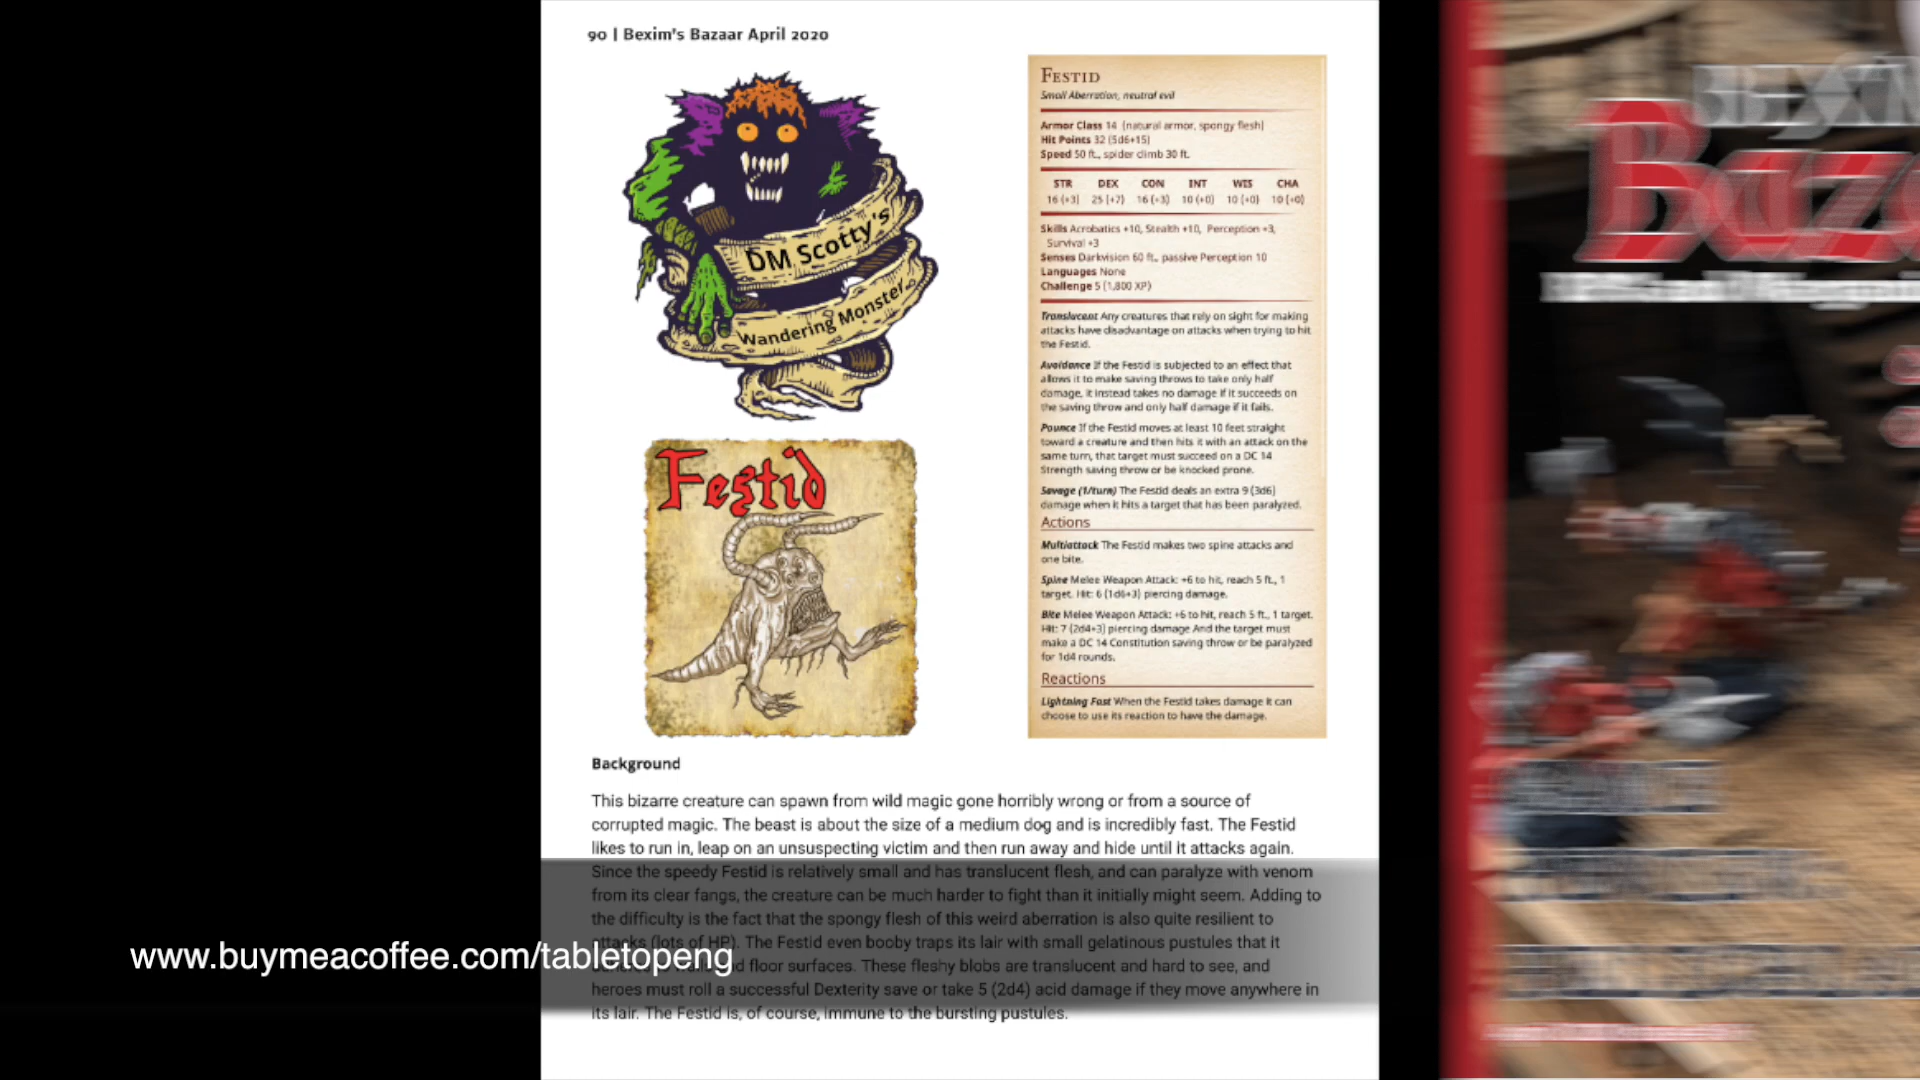 90 | Bexim's Bazaar April 2020
DM Scotty's
Wandering Monster
Festid
FESTID
Small Aberration, neutral evil
Armor Class 14 (natural armor, spongy flesh)
Hit Points 32 (5d6+15)
Speed 50 ft., spider climb 30 ft.
STR DEX CON INT WIS CHA
16 (+3) 25 (+7) 16 (+3) 10 (+0) 10 (+0) 10 (+0)
Skills Acrobatics +10, Stealth +10, Perception +3,
Survival +3
Senses Darkvision 60 ft., passive Perception 10
Languages None
Challenge 5 (1,800 XP)
Translucent Any creatures that rely on sight for making
attacks have disadvantage on attacks when trying to hit
the Festid.
Avoidance If the Festid is subjected to an effect that
allows it to make saving throws to take only half
damage, it instead takes no damage if it succeeds on
the saving throw and only half damage if it fails.
Pounce If the Festid moves at least 10 feet straight
toward a creature and then hits it with an attack on the
same turn, that target must succeed on a DC 14
Strength saving throw or be knocked prone.
Savage (1/turn) The Festid deals an extra 9 (3d6)
damage when it hits a target that has been paralyzed.
Actions
Multiattack The Festid makes two spine attacks and
one bite.
Spine Melee Weapon Attack: +6 to hit, reach 5 ft., 1
target. Hit: 6 (1d6+3) piercing damage.
Bite Melee Weapon Attack: +6 to hit, reach 5 ft., 1 target.
Hit: 7 (2d4+3) piercing damage And the target must
make a DC 14 Constitution saving throw or be paralyzed
for 1d4 rounds.
Reactions
Lightning Fast When the Festid takes damage it can
choose to use its reaction to have the damage.
Background
This bizarre creature can spawn from wild magic gone horribly wrong or from a source of
corrupted magic. The beast is about the size of a medium dog and is incredibly fast. The Festid
likes to run in, leap on an unsuspecting victim and then run away and hide until it attacks again.
Since the speedy Festid is relatively small and has translucent flesh, and can paralyze with venom
from its clear fangs, the creature can be much harder to fight than it initially might seem. Adding to
the difficulty is the fact that the spongy flesh of this weird aberration is also quite resilient to
attacks (lots of HP). The Festid even booby traps its lair with small gelatinous pustules that it
floor surfaces. These fleshy blobs are translucent and hard to see, and
heroes must roll a successful Dexterity save or take 5 (2d4) acid damage if they move anywhere in
its lair. The Festid is, of course, immune to the bursting pustules.
www.buymeacoffee.com/tabletopeng